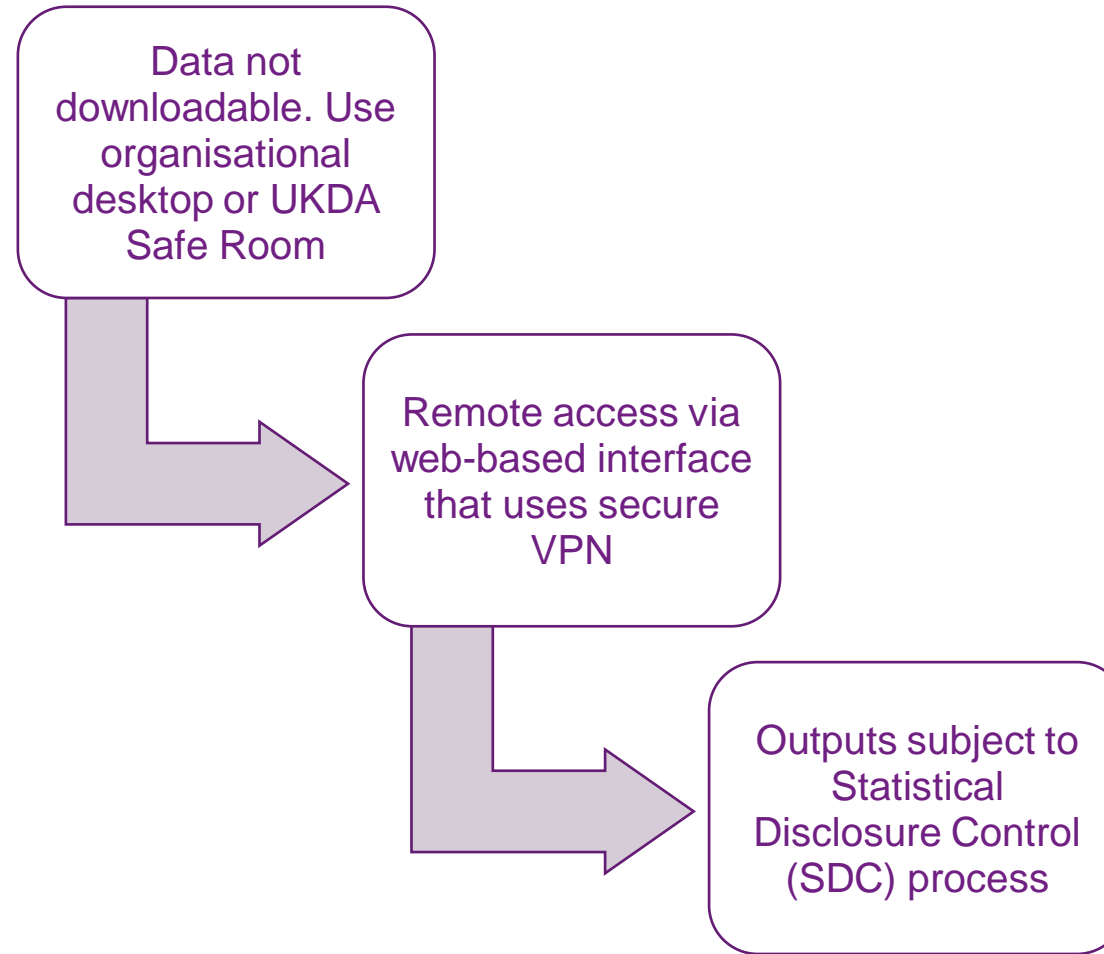 Data not
downloadable. Use
organisational
desktop or UKDA
Safe Room
Remote access via
web-based interface
that uses secure
VPN
Outputs subject to
Statistical
Disclosure Control
(SDC) process